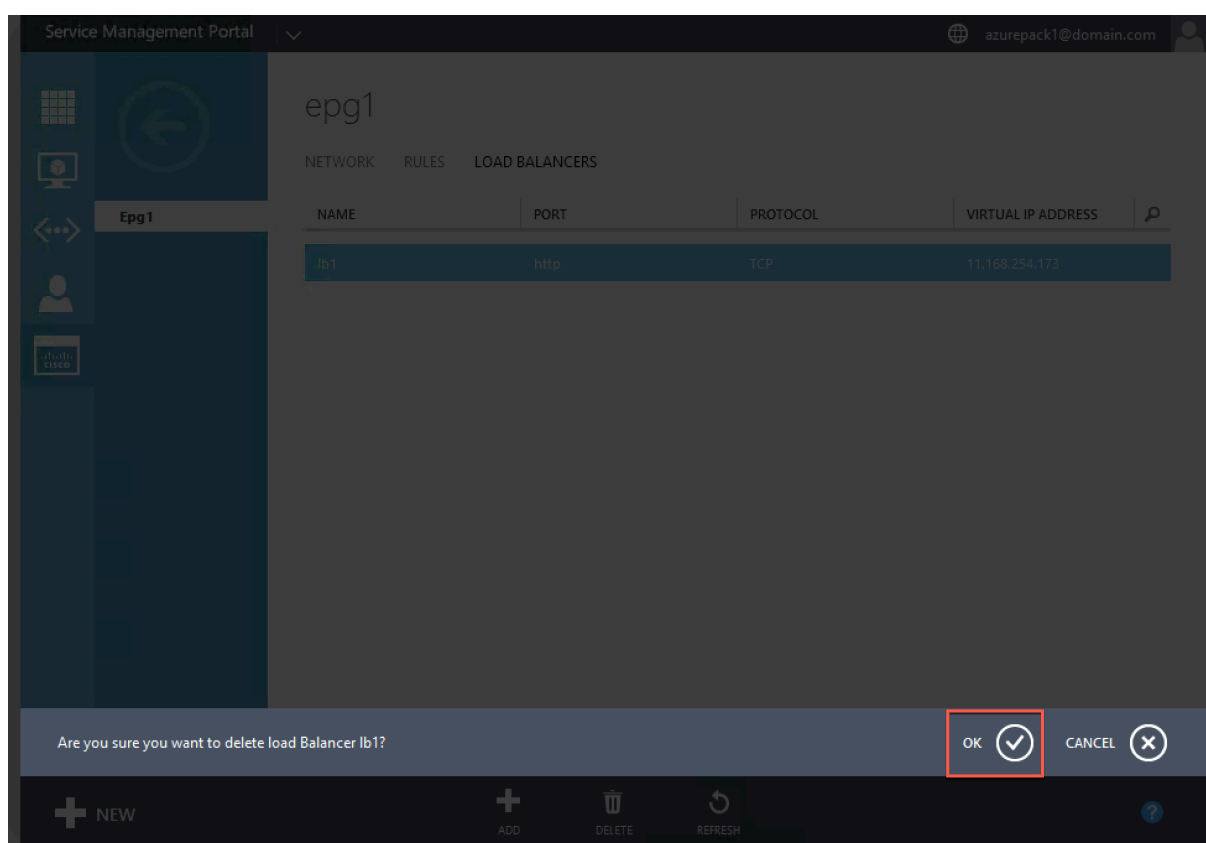 Service Management Portal
azurepack1@domain.com
epg1
NETWORK RULES LOAD BALANCERS
Epg1
NAME PORT PROTOCOL VIRTUAL IP ADDRESS
lb1 http TCP 11.168.254.173
cisco
Are you sure you want to delete load Balancer lb1?
OK CANCEL
NEW
ADD DELETE REFRESH
?